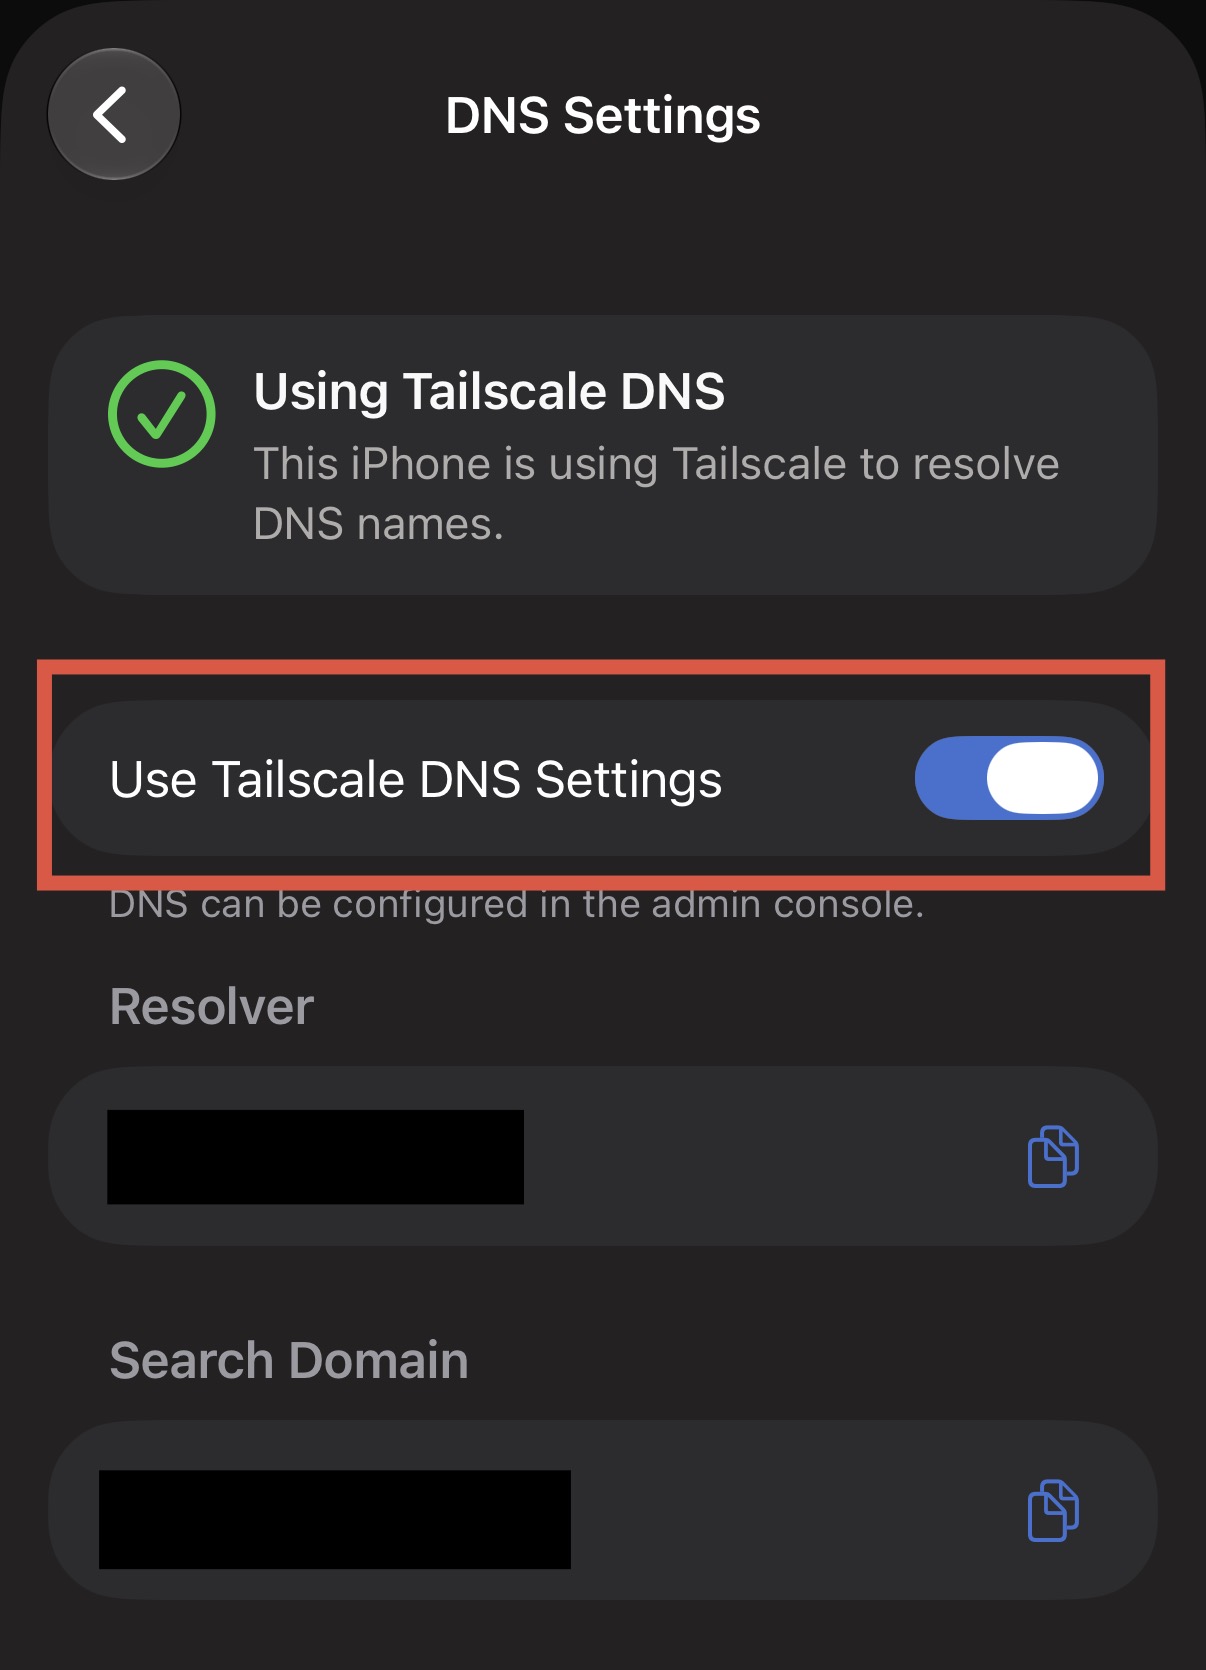 DNS Settings
Using Tailscale DNS
This iPhone is using Tailscale to resolve
DNS names.
Use Tailscale DNS Settings
DNS can be configured in the admin console.
Resolver
Search Domain